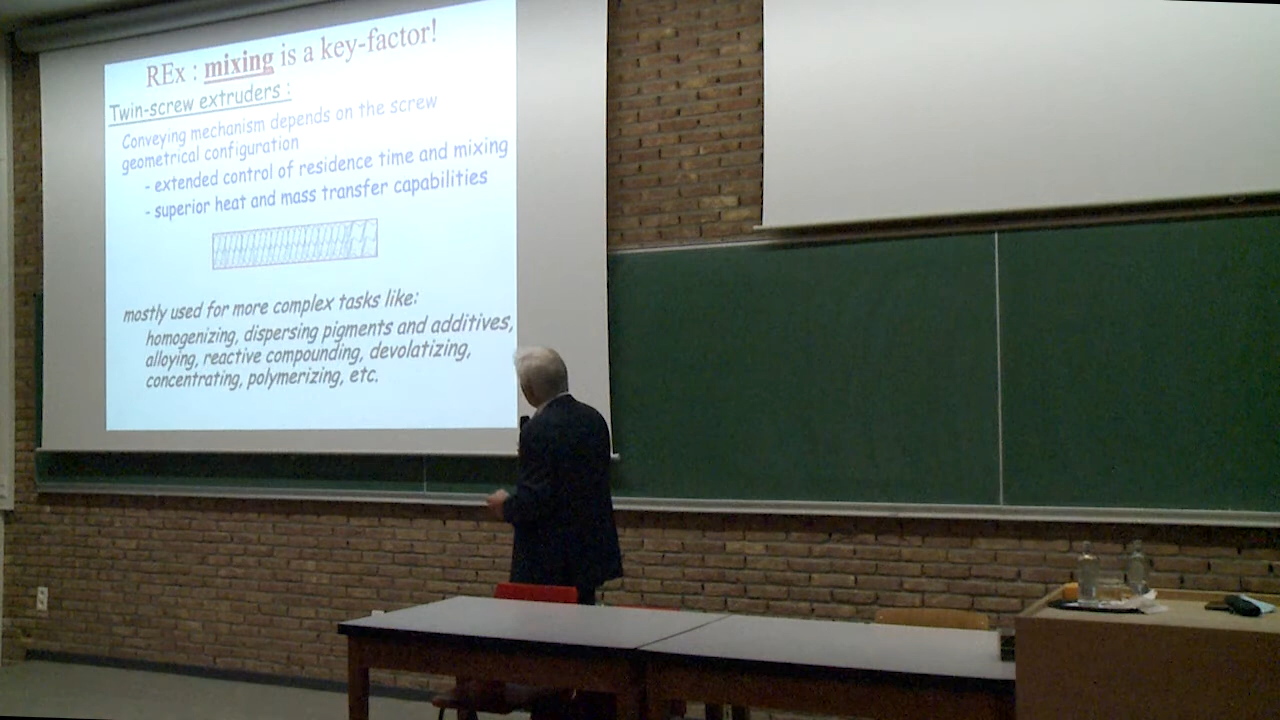 REx : mixing is a key-factor!
Twin-screw extruders :
Conveying mechanism depends on the screw
geometrical configuration
- extended control of residence time and mixing
- superior heat and mass transfer capabilities
mostly used for more complex tasks like:
homogenizing, dispersing pigments and additives,
alloying, reactive compounding, devolatizing,
concentrating, polymerizing, etc.